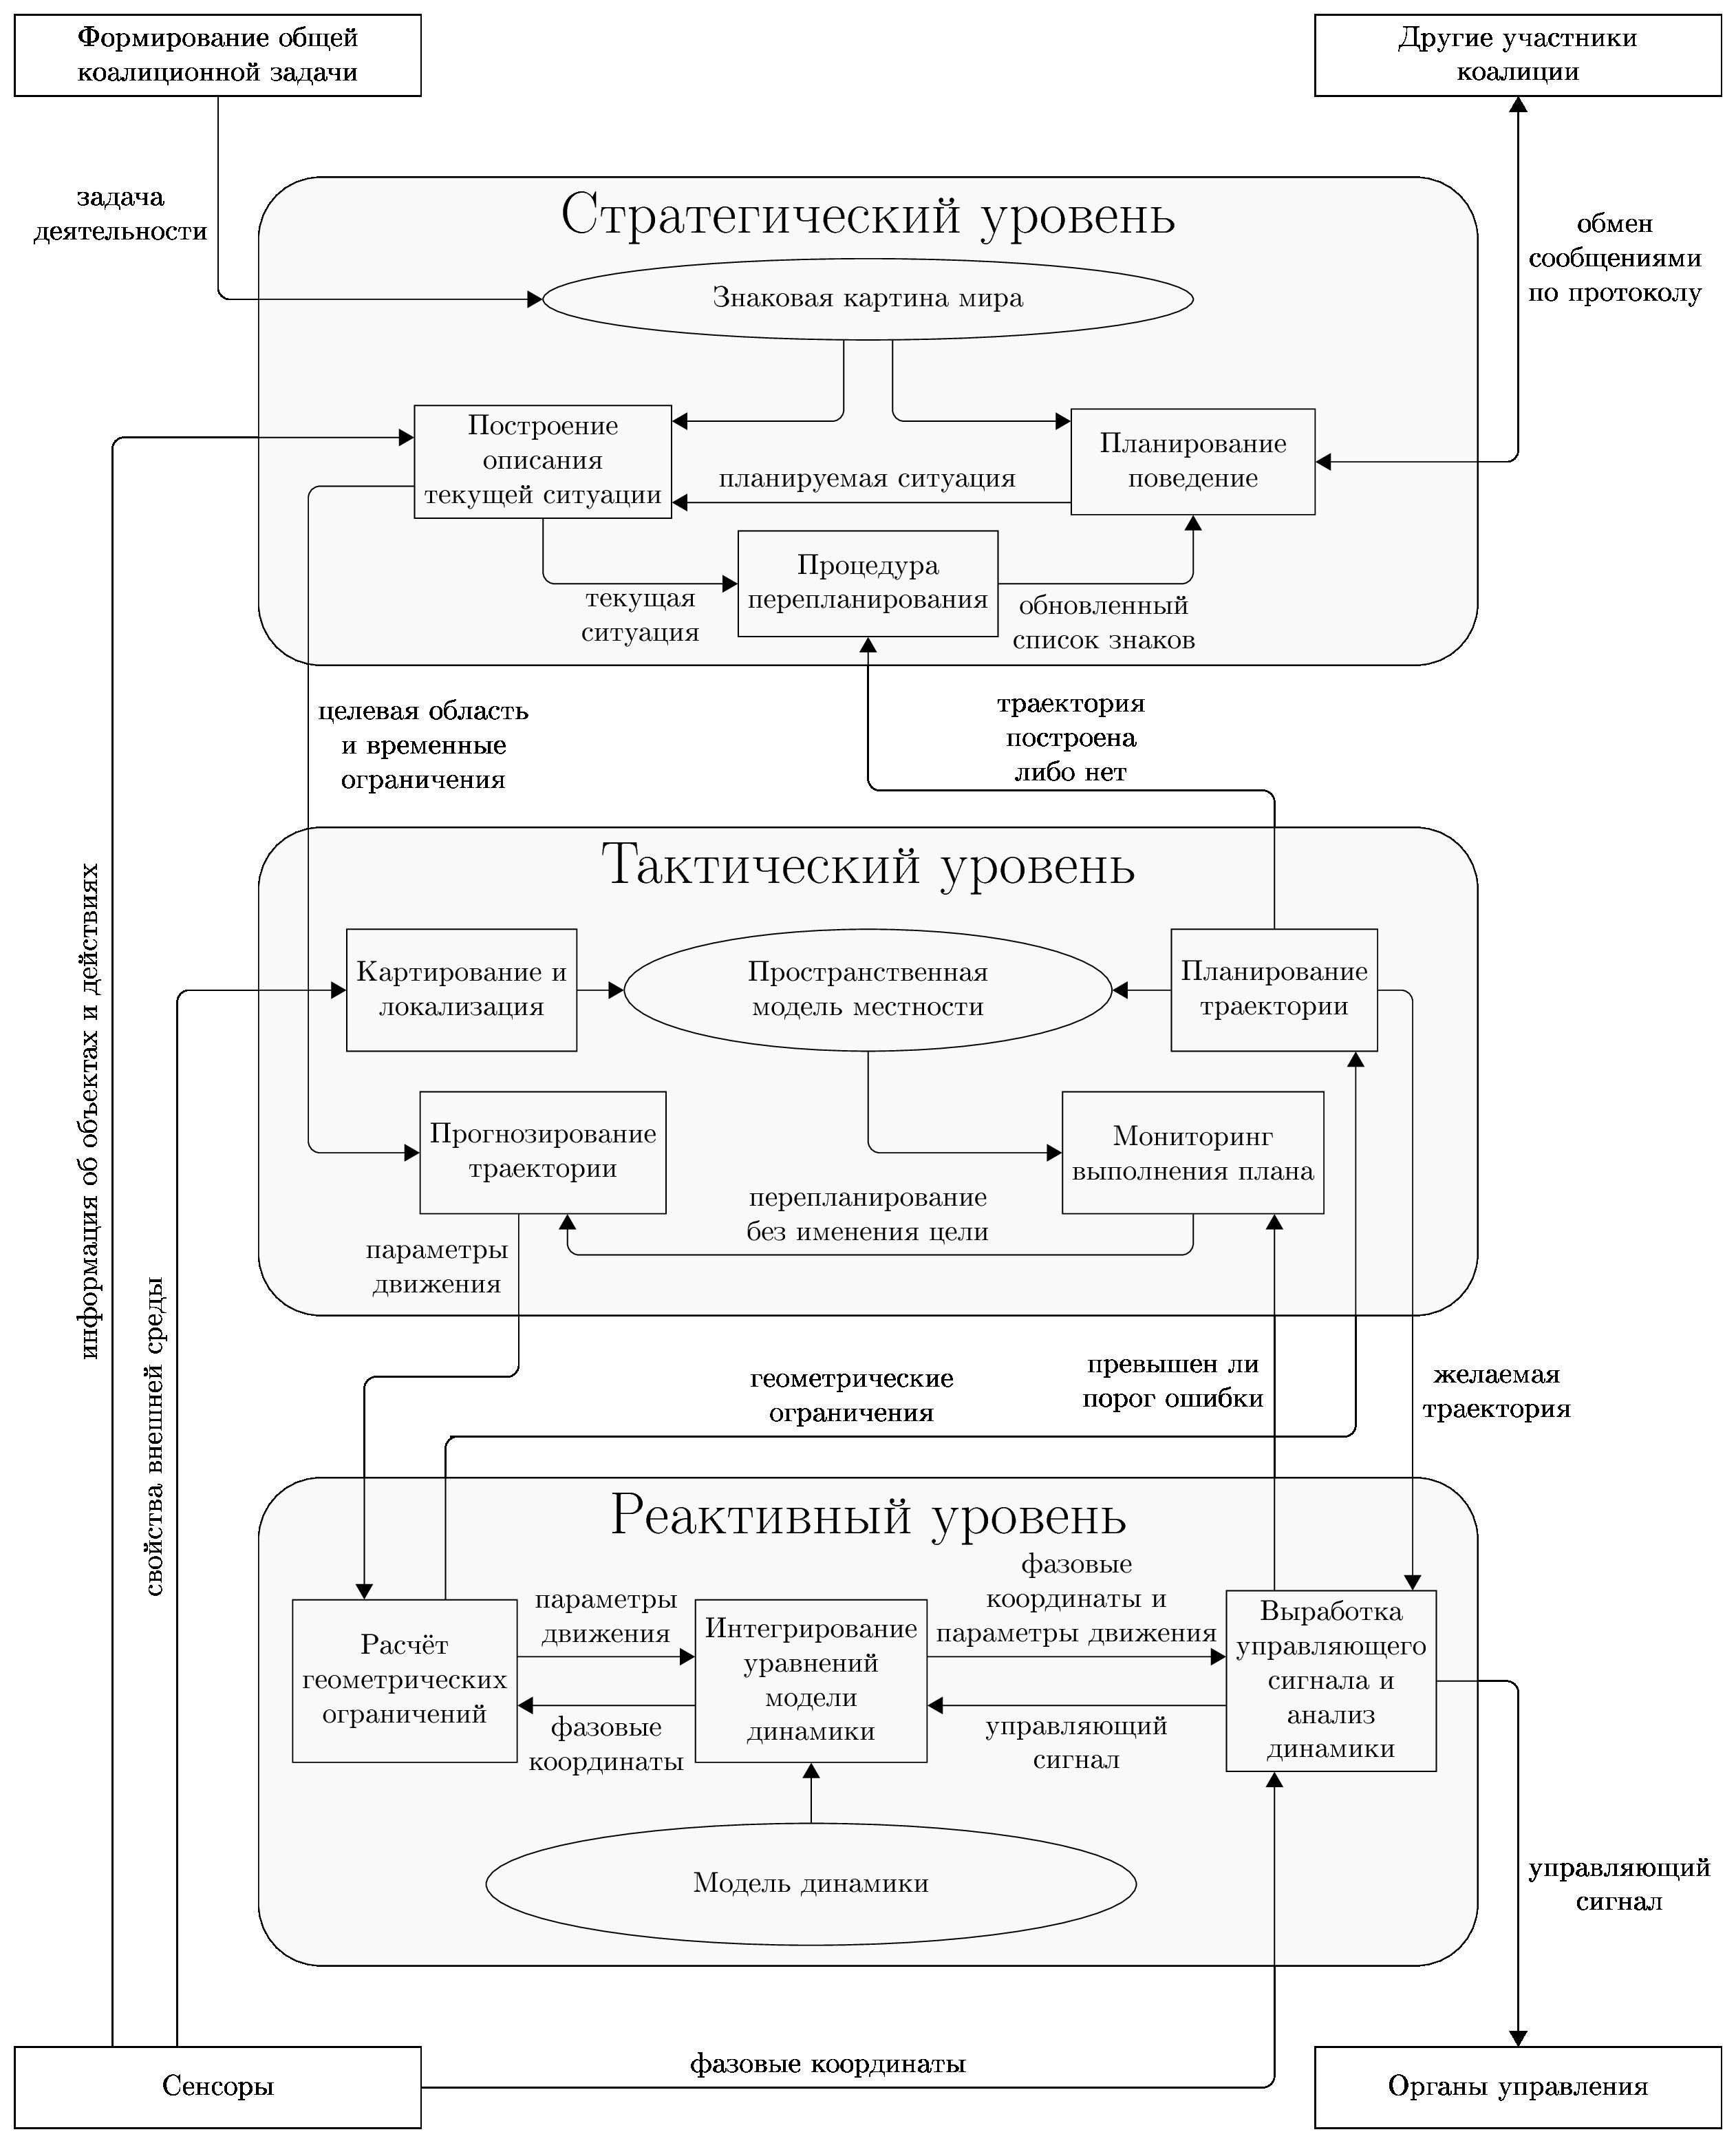 Формирование общей
коалиционной задачи
Другие участники
коалиции
задача
деятельности
обмен
сообщениями
по протоколу
Стратегический уровень
Знаковая картина мира
Построение
описания
текущей ситуации
планируемая ситуация
Планирование
поведение
Процедура
перепланирования
текущая
ситуация
обновленный
список знаков
целевая область
и временные
ограничения
траектория
построена
либо нет
информация об объектах и действиях
свойства внешней среды
Тактический уровень
Картирование и
локализация
Пространственная
модель местности
Планирование
траектории
Прогнозирование
траектории
Мониторинг
выполнения плана
перепланирование
без именения цели
параметры
движения
геометрические
ограничения
превышен ли
порог ошибки
желаемая
траектория
Реактивный уровень
Расчёт
геометрических
ограничений
параметры
движения
фазовые
координаты
Интегрирование
уравнений
модели
динамики
фазовые
координаты и
параметры движения
управляющий
сигнал
Выработка
управляющего
сигнала и
анализ
динамики
Модель динамики
управляющий
сигнал
Сенсоры
фазовые координаты
Органы управления